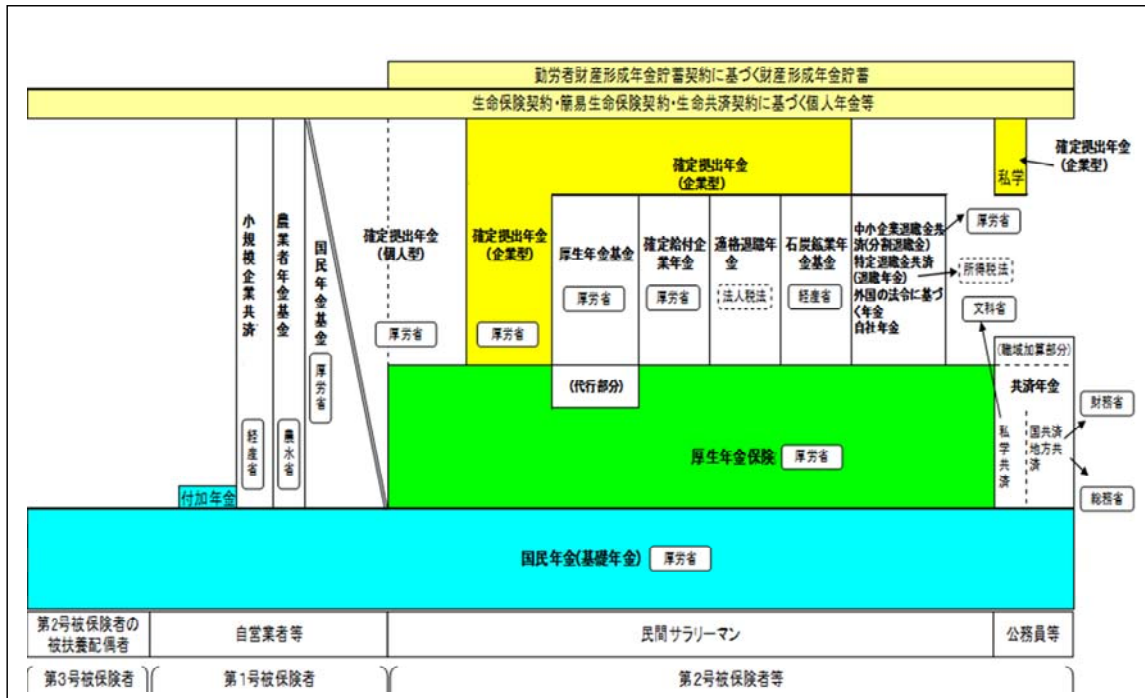 勤労者財産形成年金貯蓄契約に基づく財産形成年金貯蓄
生命保険契約・簡易生命保険契約・生命共済契約に基づく個人年金等
小規模企業共済
経産省
農業者年金基金
農水省
国民年金基金
厚労省
確定拠出年金
(個人型)
厚労省
確定拠出年金
(企業型)
厚労省
確定拠出年金
(企業型)
厚生年金基金
厚労省
(代行部分)
確定給付企
業年金
厚労省
適格退職年
金
法人税法
石炭鉱業年
金基金
経産省
中小企業退職金共
済(分割退職金)
特定退職金共済
(退職年金)
外国の法令に基づ
く年金
自社年金
厚労省
所得税法
文科省
私学
確定拠出年金
(企業型)
(職域加算部分)
共済年金
私学共済
国共済
地方共
済
財務省
総務省
厚生年金保険
厚労省
付加年金
国民年金(基礎年金)
厚労省
第2号被保険者の
被扶養配偶者
自営業者等
民間サラリーマン
公務員等
第3号被保険者
第1号被保険者
第2号被保険者等